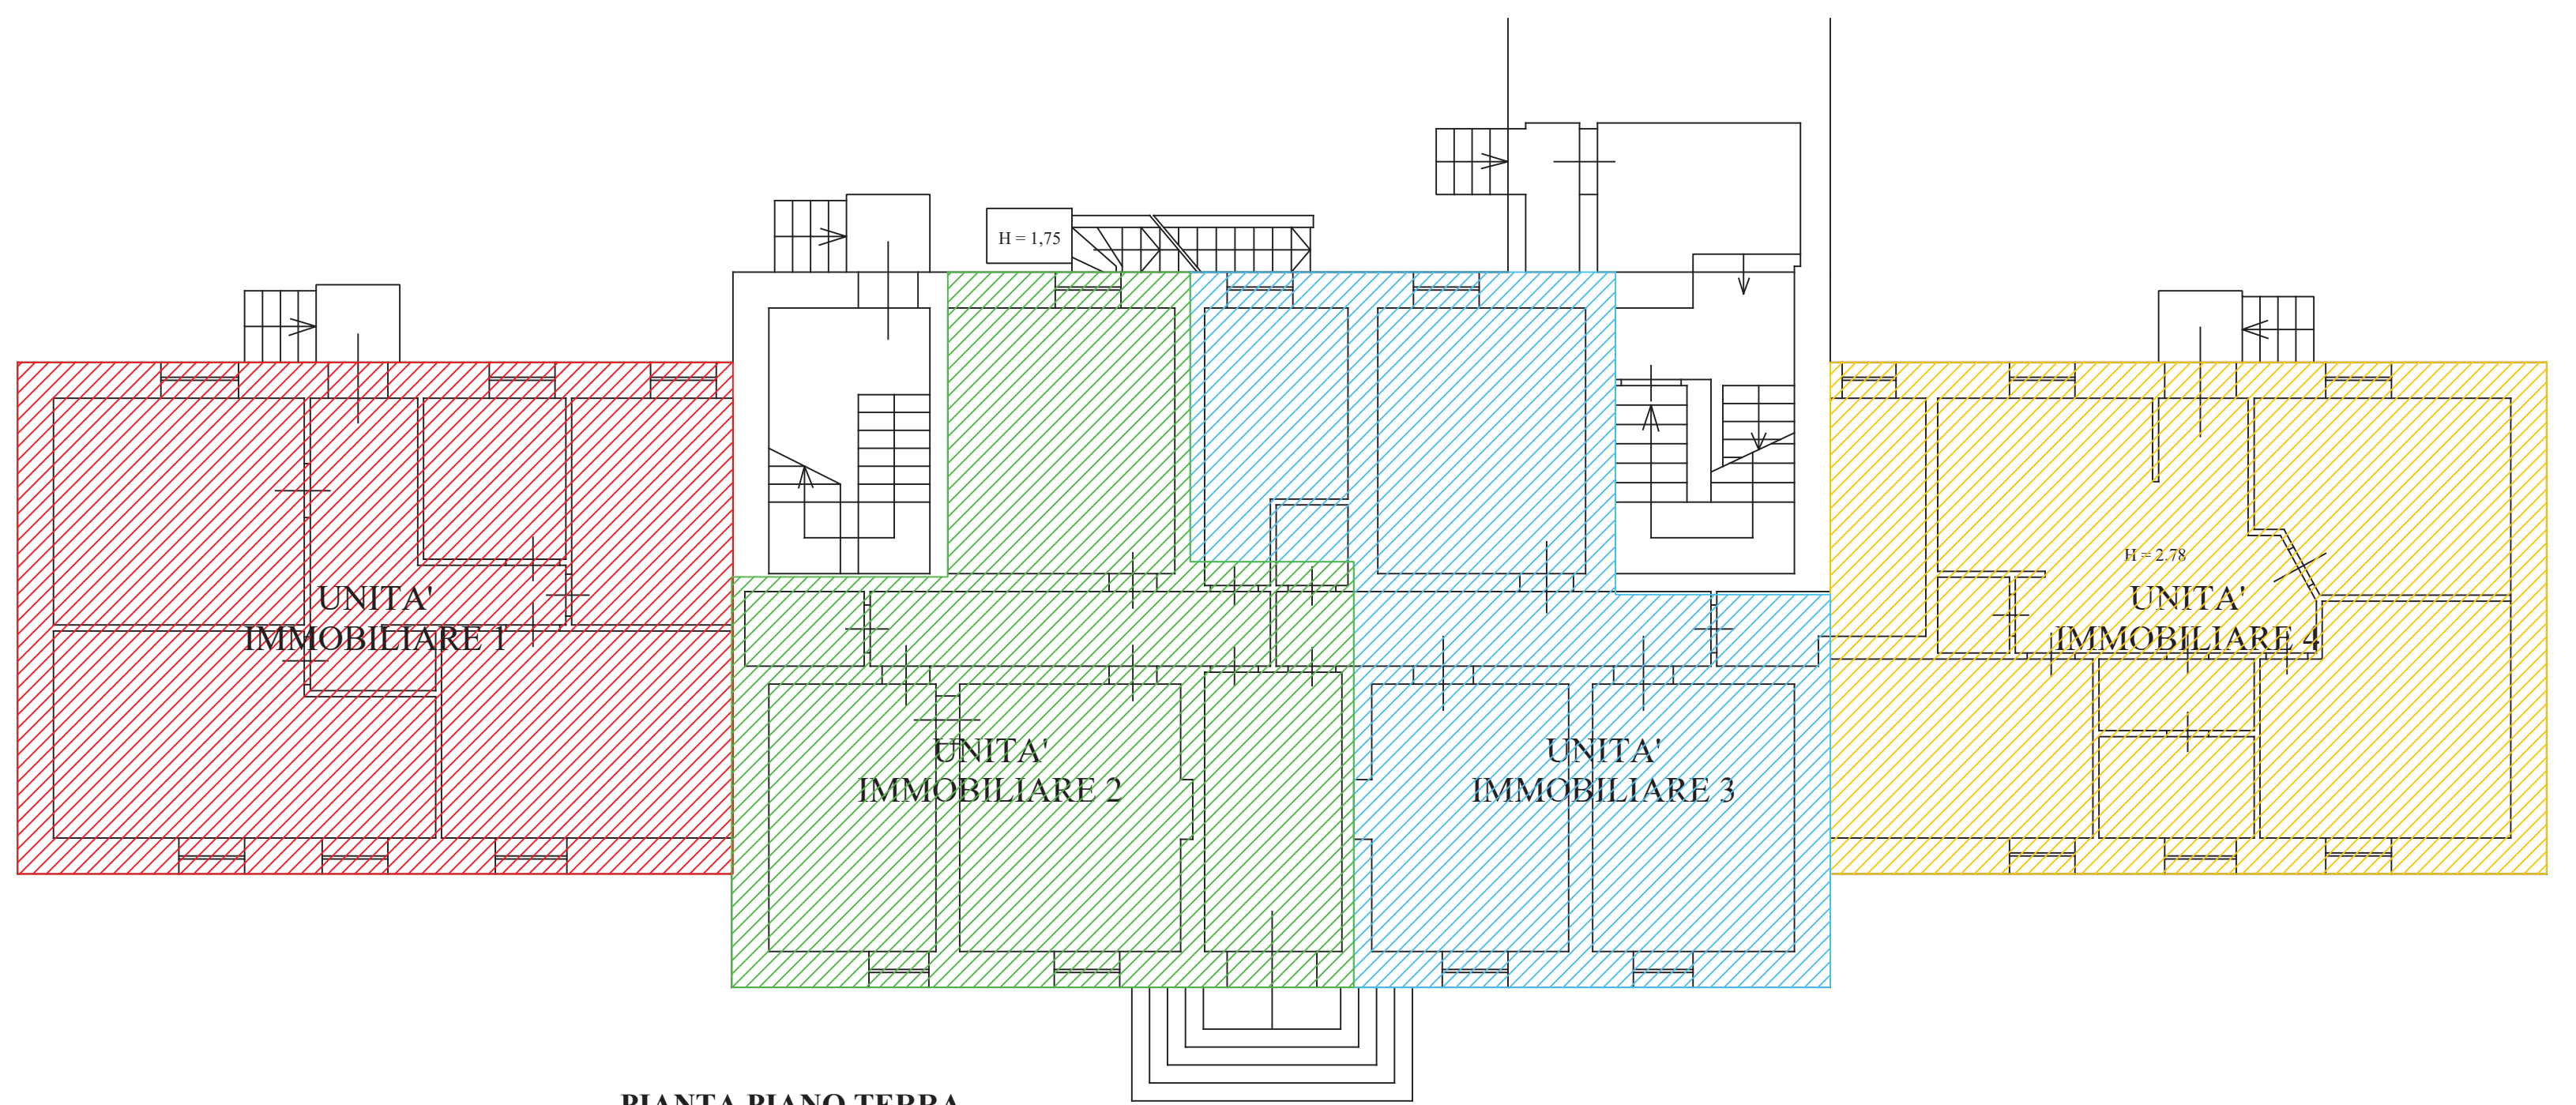 H = 1,75
H = 2.78
UNITA'
IMMOBILIARE 1
UNITA'
IMMOBILIARE 2
UNITA'
IMMOBILIARE 3
UNITA'
IMMOBILIARE 4
PIANTA PIANO TERRA